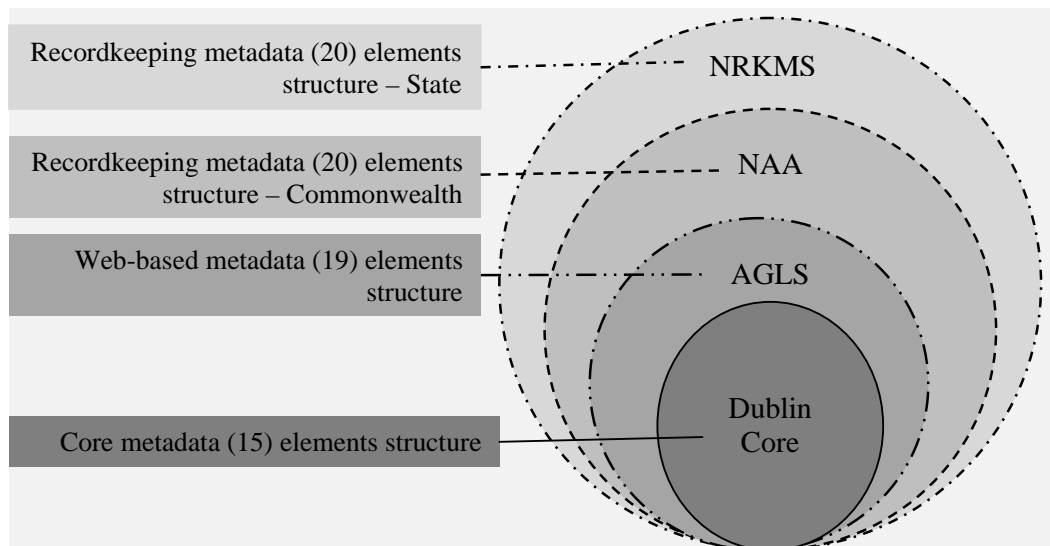 Recordkeeping metadata (20) elements
structure – State
NRKMS
Recordkeeping metadata (20) elements
structure – Commonwealth
NAA
Web-based metadata (19) elements
structure
AGLS
Core metadata (15) elements structure
Dublin
Core